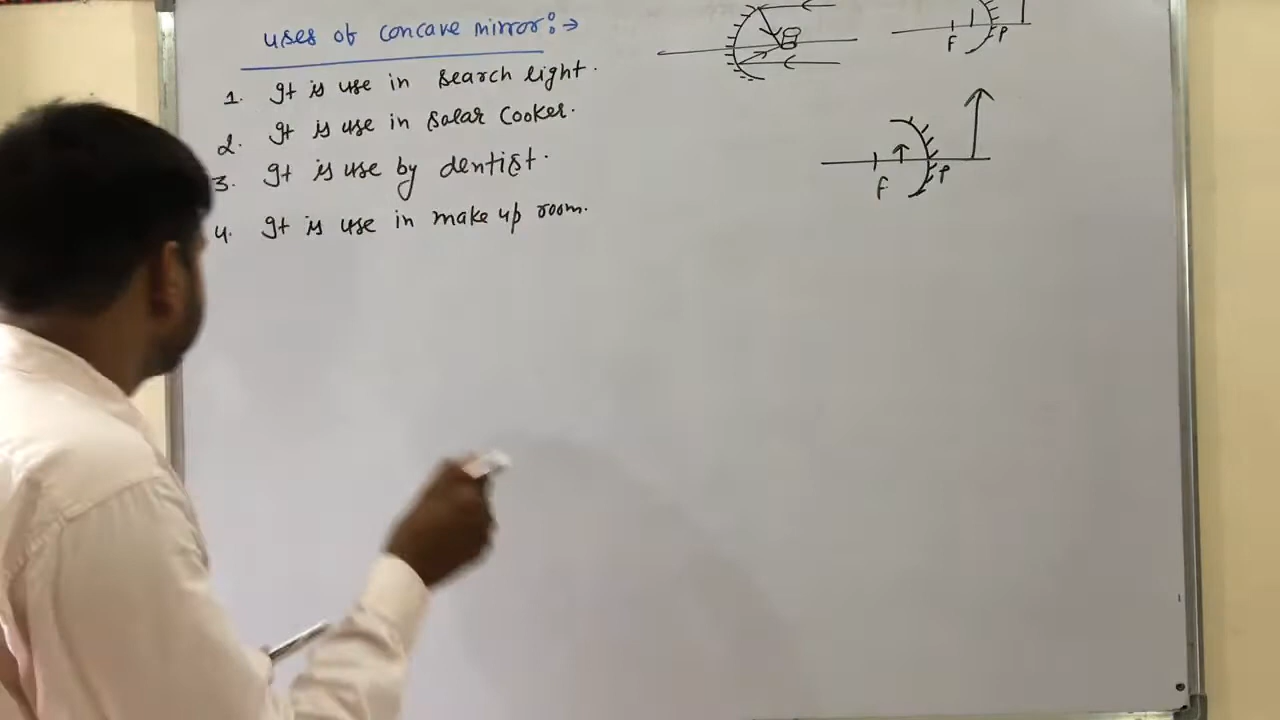 uses of concave mirror:→
1. It is use in search light.
2. It is use in solar cooker.
3. It is use by dentist.
4. It is use in make up room.
F P
F P